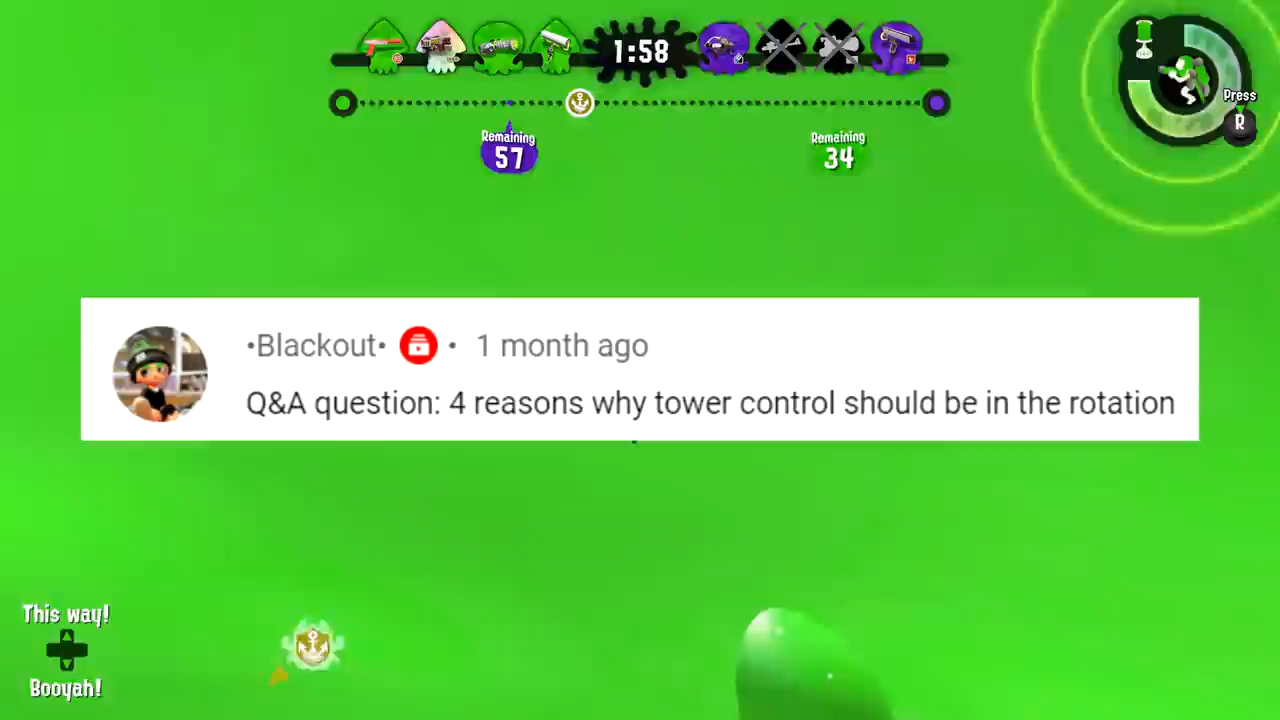 1:58
Press
R
Remaining
57
Remaining
34
•Blackout• • 1 month ago
Q&A question: 4 reasons why tower control should be in the rotation
This way!
Booyah!